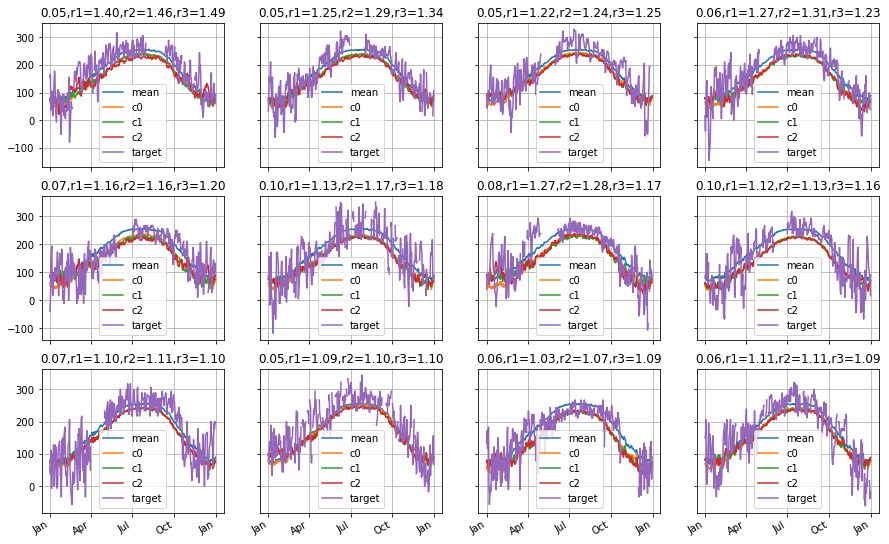 0.05,r1=1.40,r2=1.46,r3=1.49
0.05,r1=1.25,r2=1.29,r3=1.34
0.05,r1=1.22,r2=1.24,r3=1.25
0.06,r1=1.27,r2=1.31,r3=1.23
300
200
100
0
−100
mean
c0
c1
c2
target
mean
c0
c1
c2
target
mean
c0
c1
c2
target
mean
c0
c1
c2
target
0.07,r1=1.16,r2=1.16,r3=1.20
0.10,r1=1.13,r2=1.17,r3=1.18
0.08,r1=1.27,r2=1.28,r3=1.17
0.10,r1=1.12,r2=1.13,r3=1.16
300
200
100
0
−100
mean
c0
c1
c2
target
mean
c0
c1
c2
target
mean
c0
c1
c2
target
mean
c0
c1
c2
target
0.07,r1=1.10,r2=1.11,r3=1.10
0.05,r1=1.09,r2=1.10,r3=1.10
0.06,r1=1.03,r2=1.07,r3=1.09
0.06,r1=1.11,r2=1.11,r3=1.09
300
200
100
0
mean
c0
c1
c2
target
mean
c0
c1
c2
target
mean
c0
c1
c2
target
mean
c0
c1
c2
target
Jan Apr Jul Oct Jan
Jan Apr Jul Oct Jan
Jan Apr Jul Oct Jan
Jan Apr Jul Oct Jan